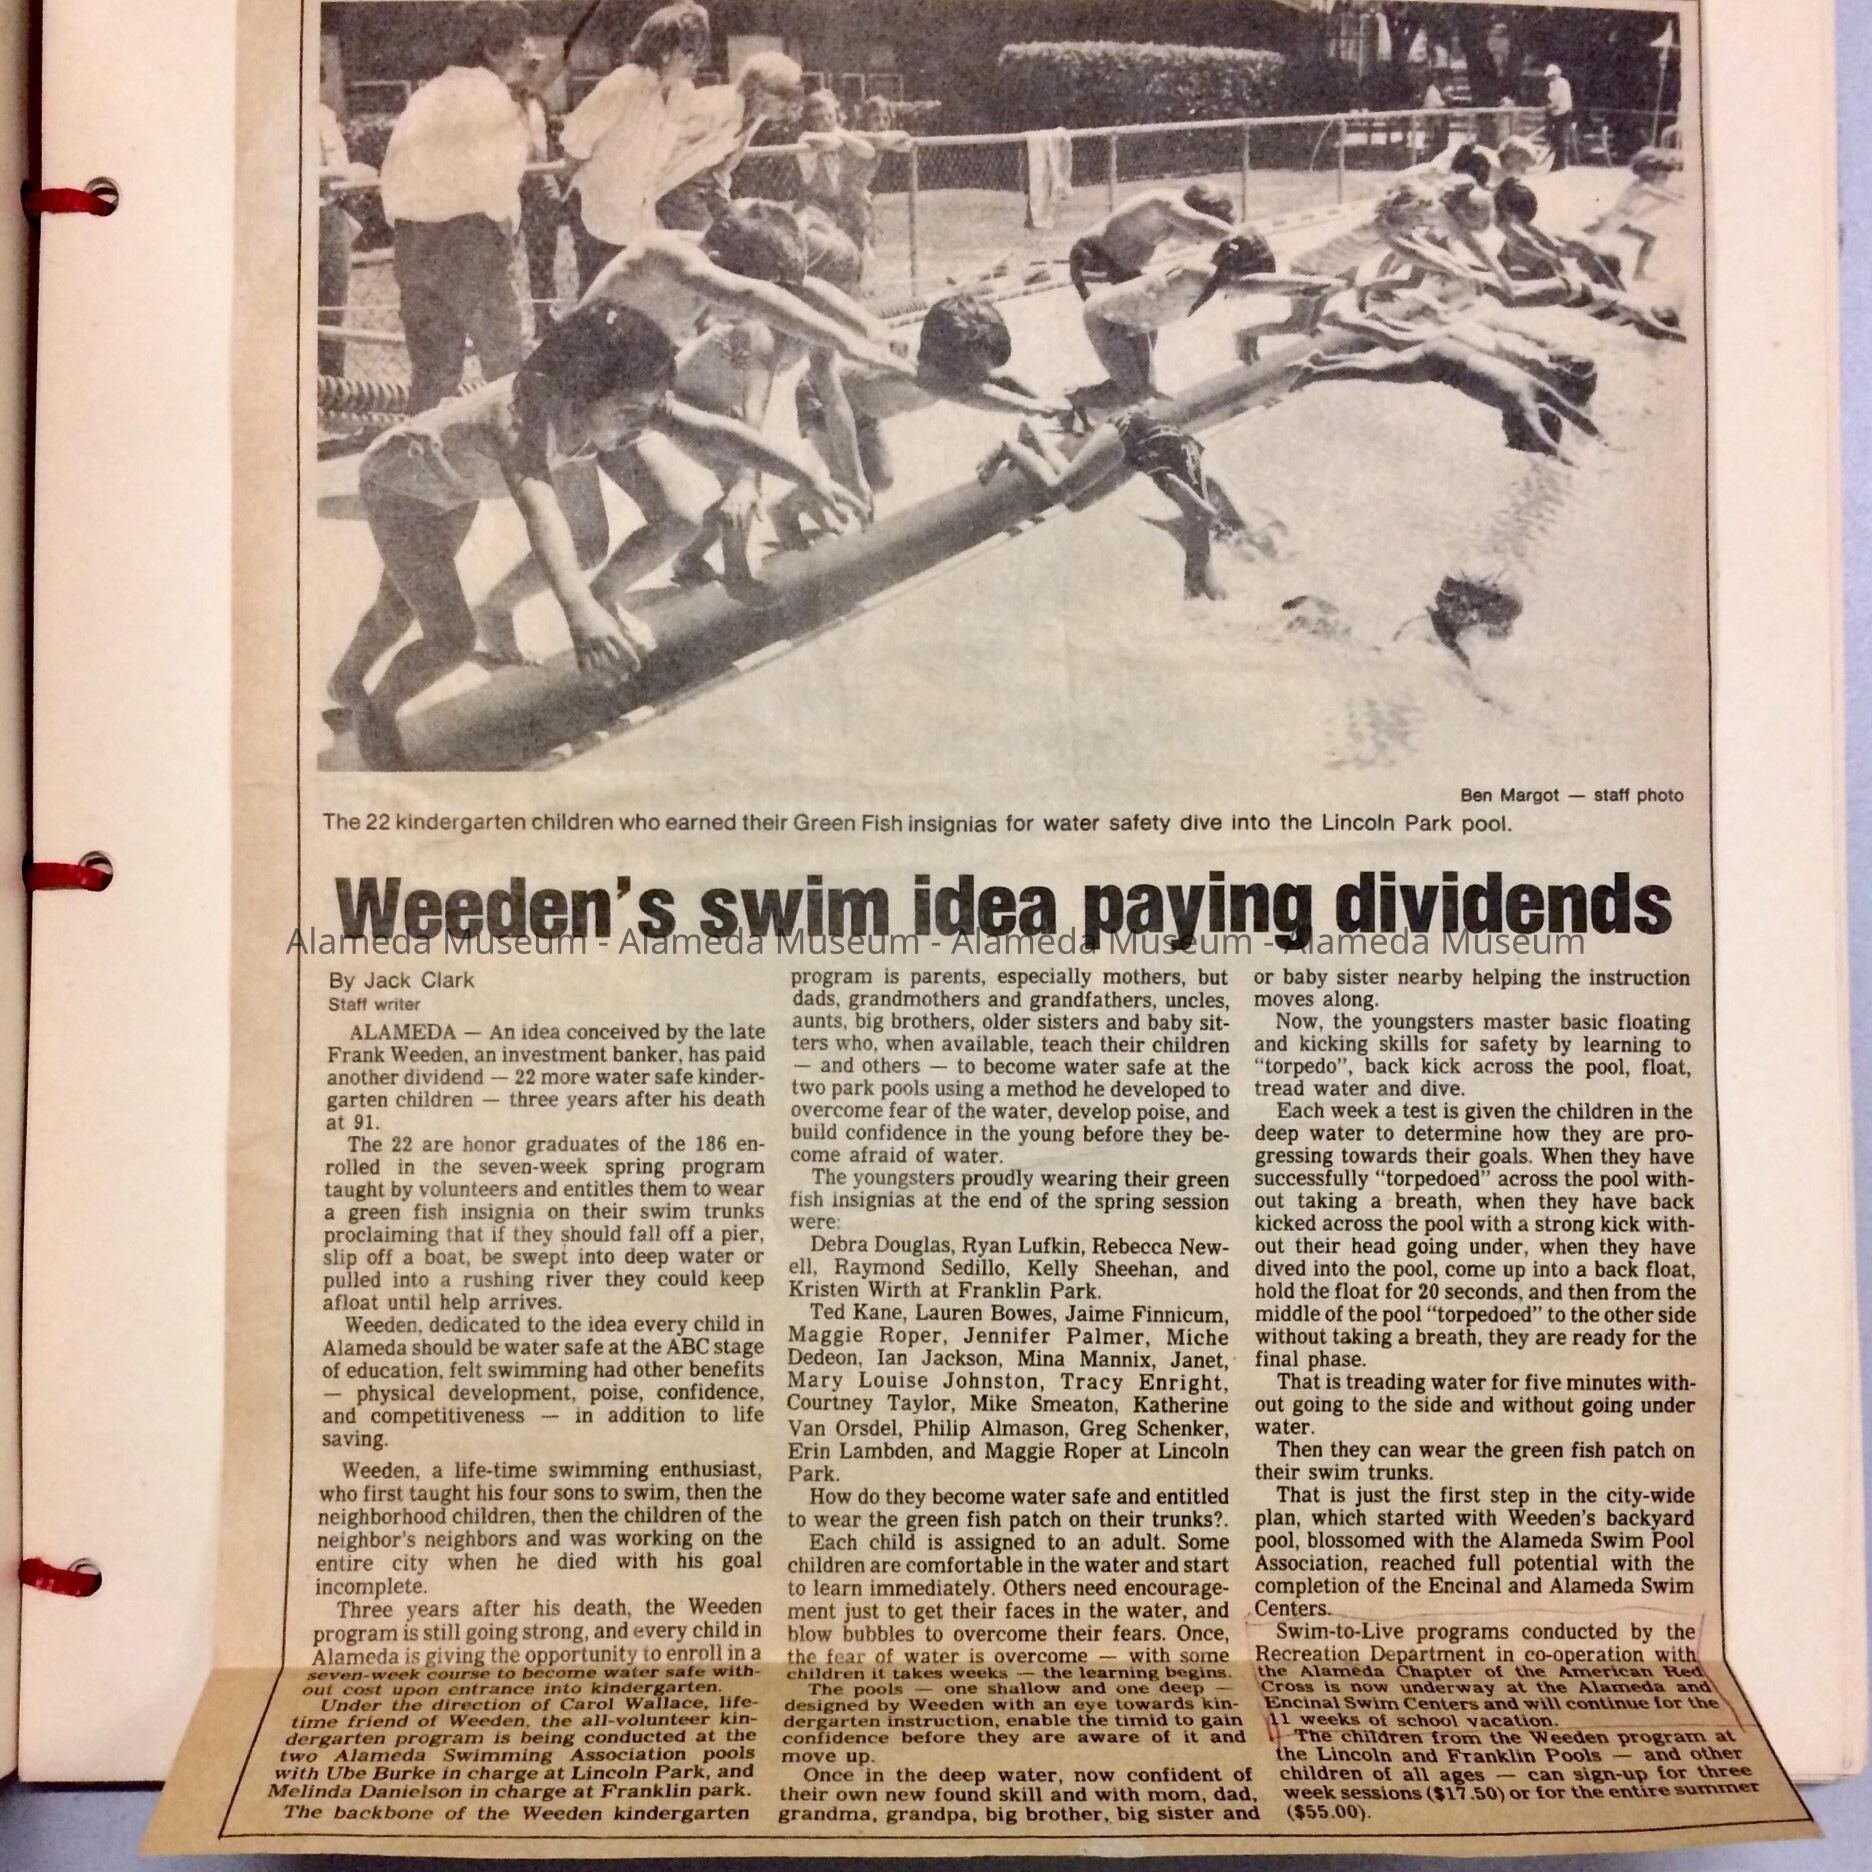 Ben Margot — staff photo
The 22 kindergarten children who earned their Green Fish insignias for water safety dive into the Lincoln Park pool.
Weeden's swim idea paying dividends
Alameda Museum - Alameda Museum - Alameda Museum - Alameda Museum
By Jack Clark
Staff writer
ALAMEDA — An idea conceived by the late
Frank Weeden, an investment banker, has paid
another dividend — 22 more water safe kinder-
garten children — three years after his death
at 91.
The 22 are honor graduates of the 186 en-
rolled in the seven-week spring program
taught by volunteers and entitles them to wear
a green fish insignia on their swim trunks
proclaiming that if they should fall off a pier,
slip off a boat, be swept into deep water or
pulled into a rushing river they could keep
afloat until help arrives.
Weeden, dedicated to the idea every child in
Alameda should be water safe at the ABC stage
of education, felt swimming had other benefits
— physical development, poise, confidence,
and competitiveness — in addition to life
saving.
Weeden, a life-time swimming enthusiast,
who first taught his four sons to swim, then the
neighborhood children, then the children of the
neighbor's neighbors and was working on the
entire city when he died with his goal
incomplete.
Three years after his death, the Weeden
program is still going strong, and every child in
Alameda is giving the opportunity to enroll in a
seven-week course to become water safe with-
out cost upon entrance into kindergarten.
Under the direction of Carol Wallace, life-
time friend of Weeden, the all-volunteer kin-
dergarten program is being conducted at the
two Alameda Swimming Association pools
with Ube Burke in charge at Lincoln Park, and
Melinda Danielson in charge at Franklin park.
The backbone of the Weeden kindergarten
program is parents, especially mothers, but
dads, grandmothers and grandfathers, uncles,
aunts, big brothers, older sisters and baby sit-
ters who, when available, teach their children
— and others — to become water safe at the
two park pools using a method he developed to
overcome fear of the water, develop poise, and
build confidence in the young before they be-
come afraid of water.
The youngsters proudly wearing their green
fish insignias at the end of the spring session
were:
Debra Douglas, Ryan Lufkin, Rebecca New-
ell, Raymond Sedillo, Kelly Sheehan, and
Kristen Wirth at Franklin Park.
Ted Kane, Lauren Bowes, Jaime Finnicum,
Maggie Roper, Jennifer Palmer, Miche
Dedeon, Ian Jackson, Mina Mannix, Janet,
Mary Louise Johnston, Tracy Enright,
Courtney Taylor, Mike Smeaton, Katherine
Van Orsdel, Philip Almason, Greg Schenker,
Erin Lambden, and Maggie Roper at Lincoln
Park.
How do they become water safe and entitled
to wear the green fish patch on their trunks?.
Each child is assigned to an adult. Some
children are comfortable in the water and start
to learn immediately. Others need encourage-
ment just to get their faces in the water, and
blow bubbles to overcome their fears. Once,
the fear of water is overcome — with some
children it takes weeks — the learning begins.
The pools — one shallow and one deep —
designed by Weeden with an eye towards kin-
dergarten instruction, enable the timid to gain
confidence before they are aware of it and
move up.
Once in the deep water, now confident of
their own new found skill and with mom, dad,
grandma, grandpa, big brother, big sister and
or baby sister nearby helping the instruction
moves along.
Now, the youngsters master basic floating
and kicking skills for safety by learning to
"torpedo", back kick across the pool, float,
tread water and dive.
Each week a test is given the children in the
deep water to determine how they are pro-
gressing towards their goals. When they have
successfully "torpedoed" across the pool with-
out taking a breath, when they have back
kicked across the pool with a strong kick with-
out their head going under, when they have
dived into the pool, come up into a back float,
hold the float for 20 seconds, and then from the
middle of the pool "torpedoed" to the other side
without taking a breath, they are ready for the
final phase.
That is treading water for five minutes with-
out going to the side and without going under
water.
Then they can wear the green fish patch on
their swim trunks.
That is just the first step in the city-wide
plan, which started with Weeden's backyard
pool, blossomed with the Alameda Swim Pool
Association, reached full potential with the
completion of the Encinal and Alameda Swim
Centers.
Swim-to-Live programs conducted by the
Recreation Department in co-operation with
the Alameda Chapter of the American Red
Cross is now underway at the Alameda and
Encinal Swim Centers and will continue for the
11 weeks of school vacation.
The children from the Weeden program at
the Lincoln and Franklin Pools — and other
children of all ages — can sign-up for three
week sessions ($17.50) or for the entire summer
($55.00).